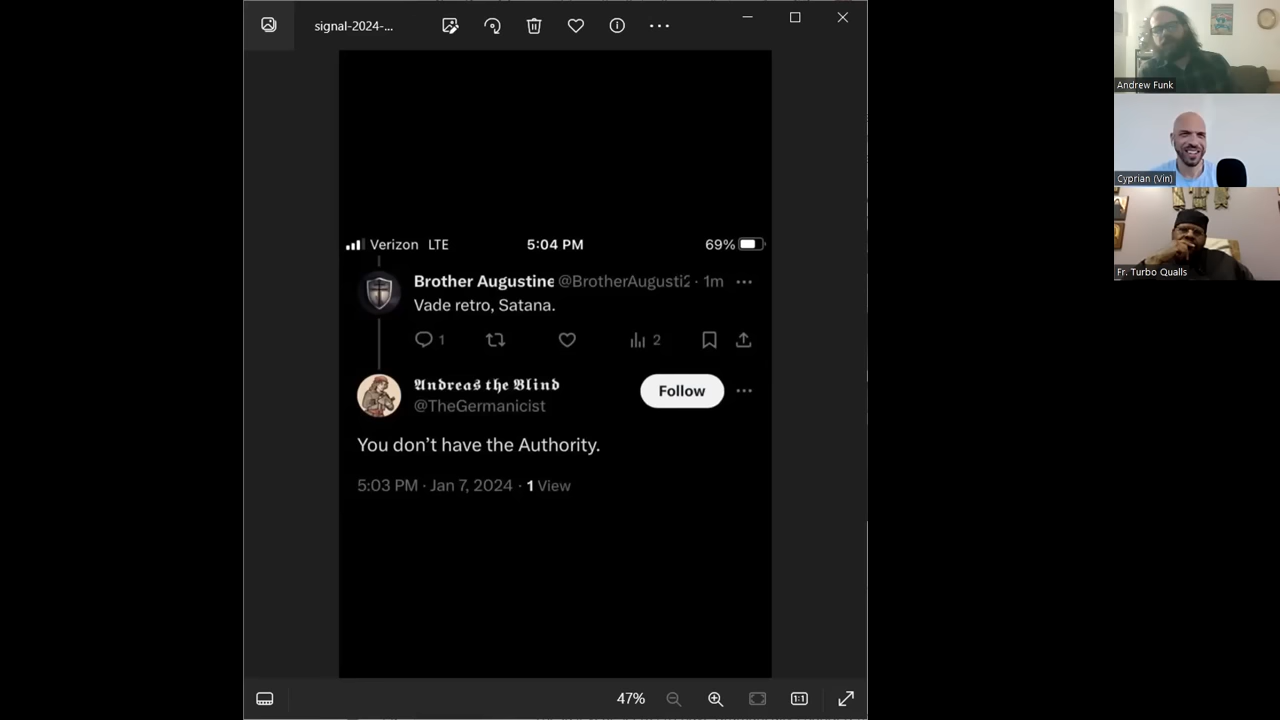 signal-2024-...
Andrew Funk
Cyprian (Vin)
Fr. Turbo Qualls
Verizon LTE 5:04 PM 69%
Brother Augustine @BrotherAugusti2 · 1m
Vade retro, Satana.
1 2
Andreas the Blind
Follow
@TheGermanicist
You don't have the Authority.
5:03 PM · Jan 7, 2024 · 1 View
47%
1:1